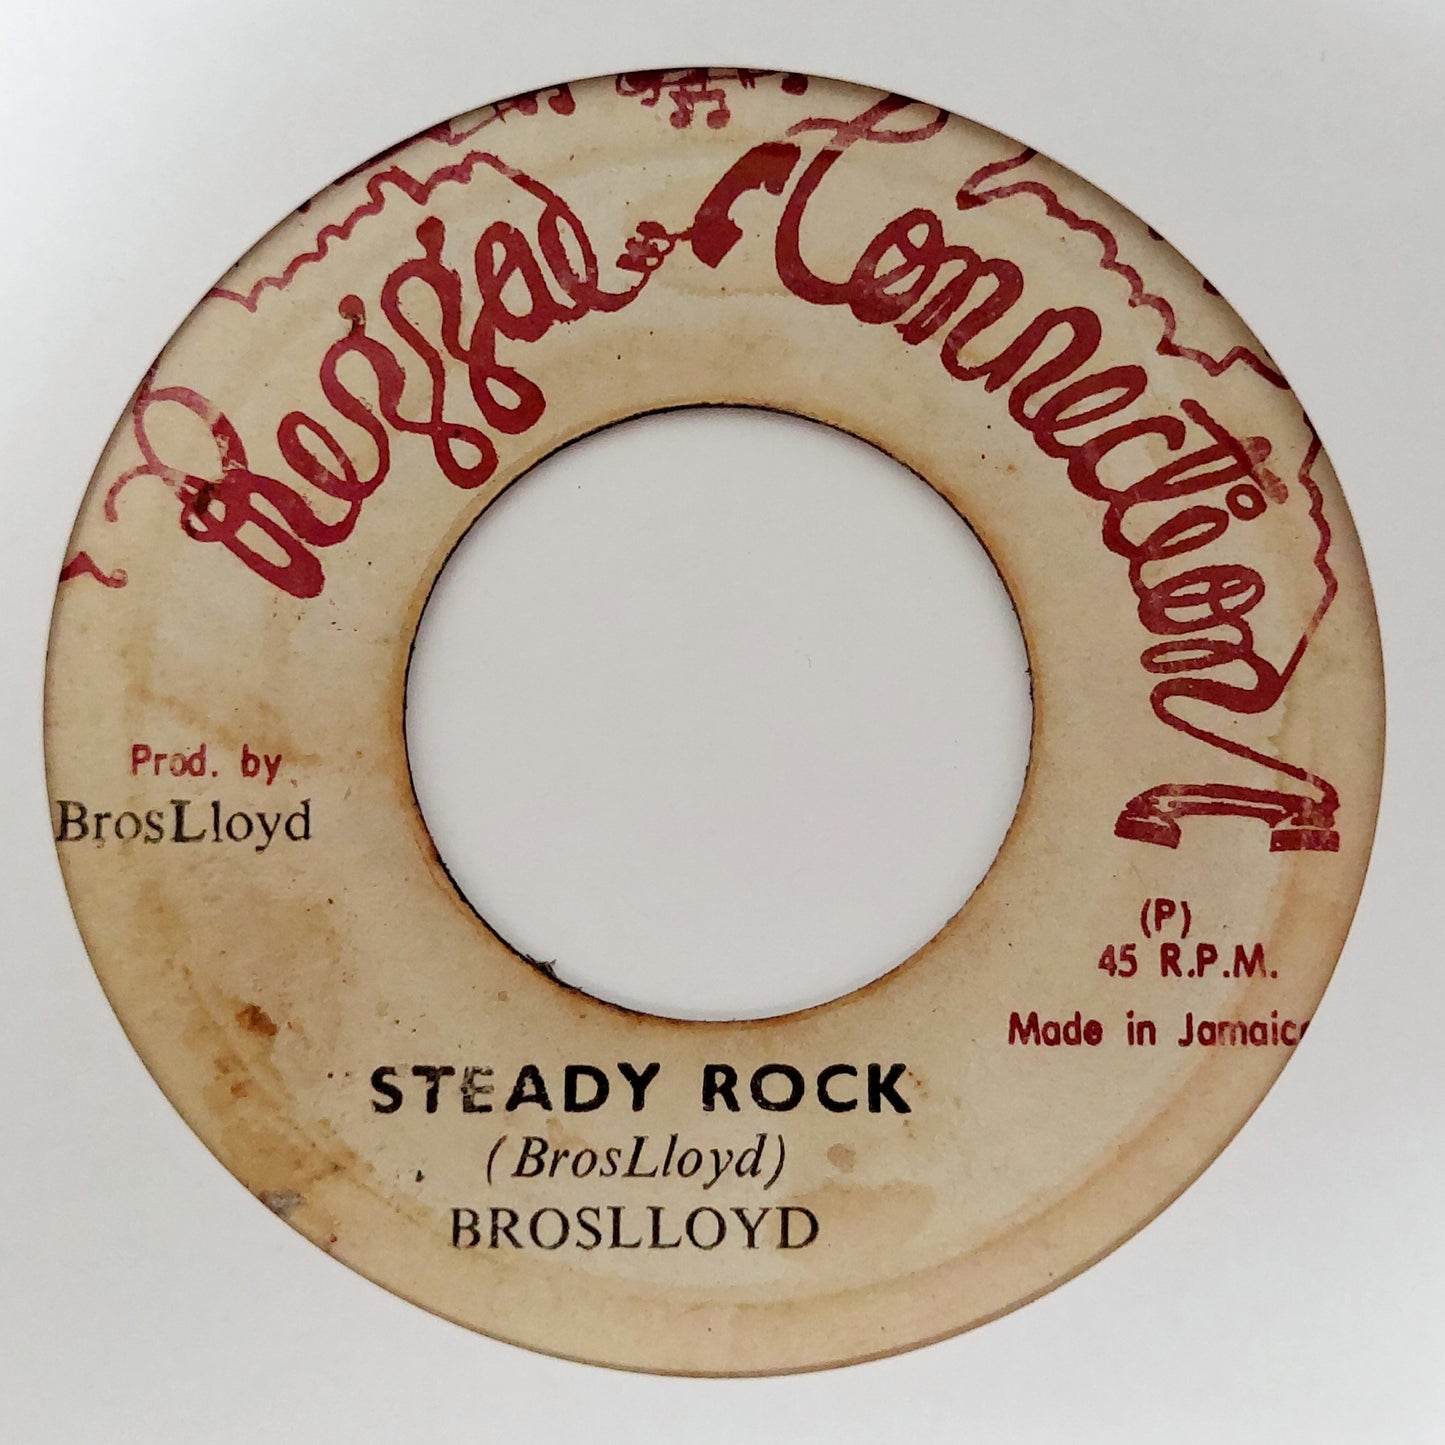 Reggae Connection
Prod. by
BrosLloyd
(P)
45 R.P.M.
Made in Jamaica
STEADY ROCK
(BrosLloyd)
BROSLLOYD